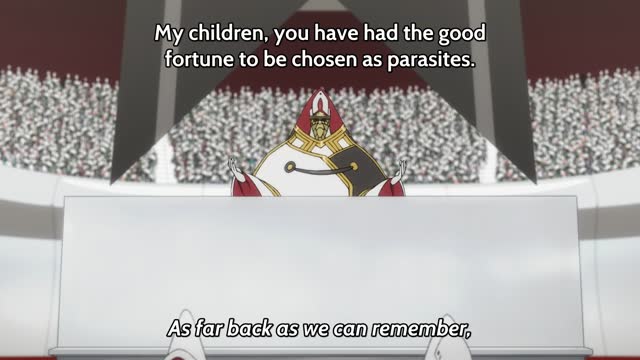 My children, you have had the good
fortune to be chosen as parasites.
As far back as we can remember,